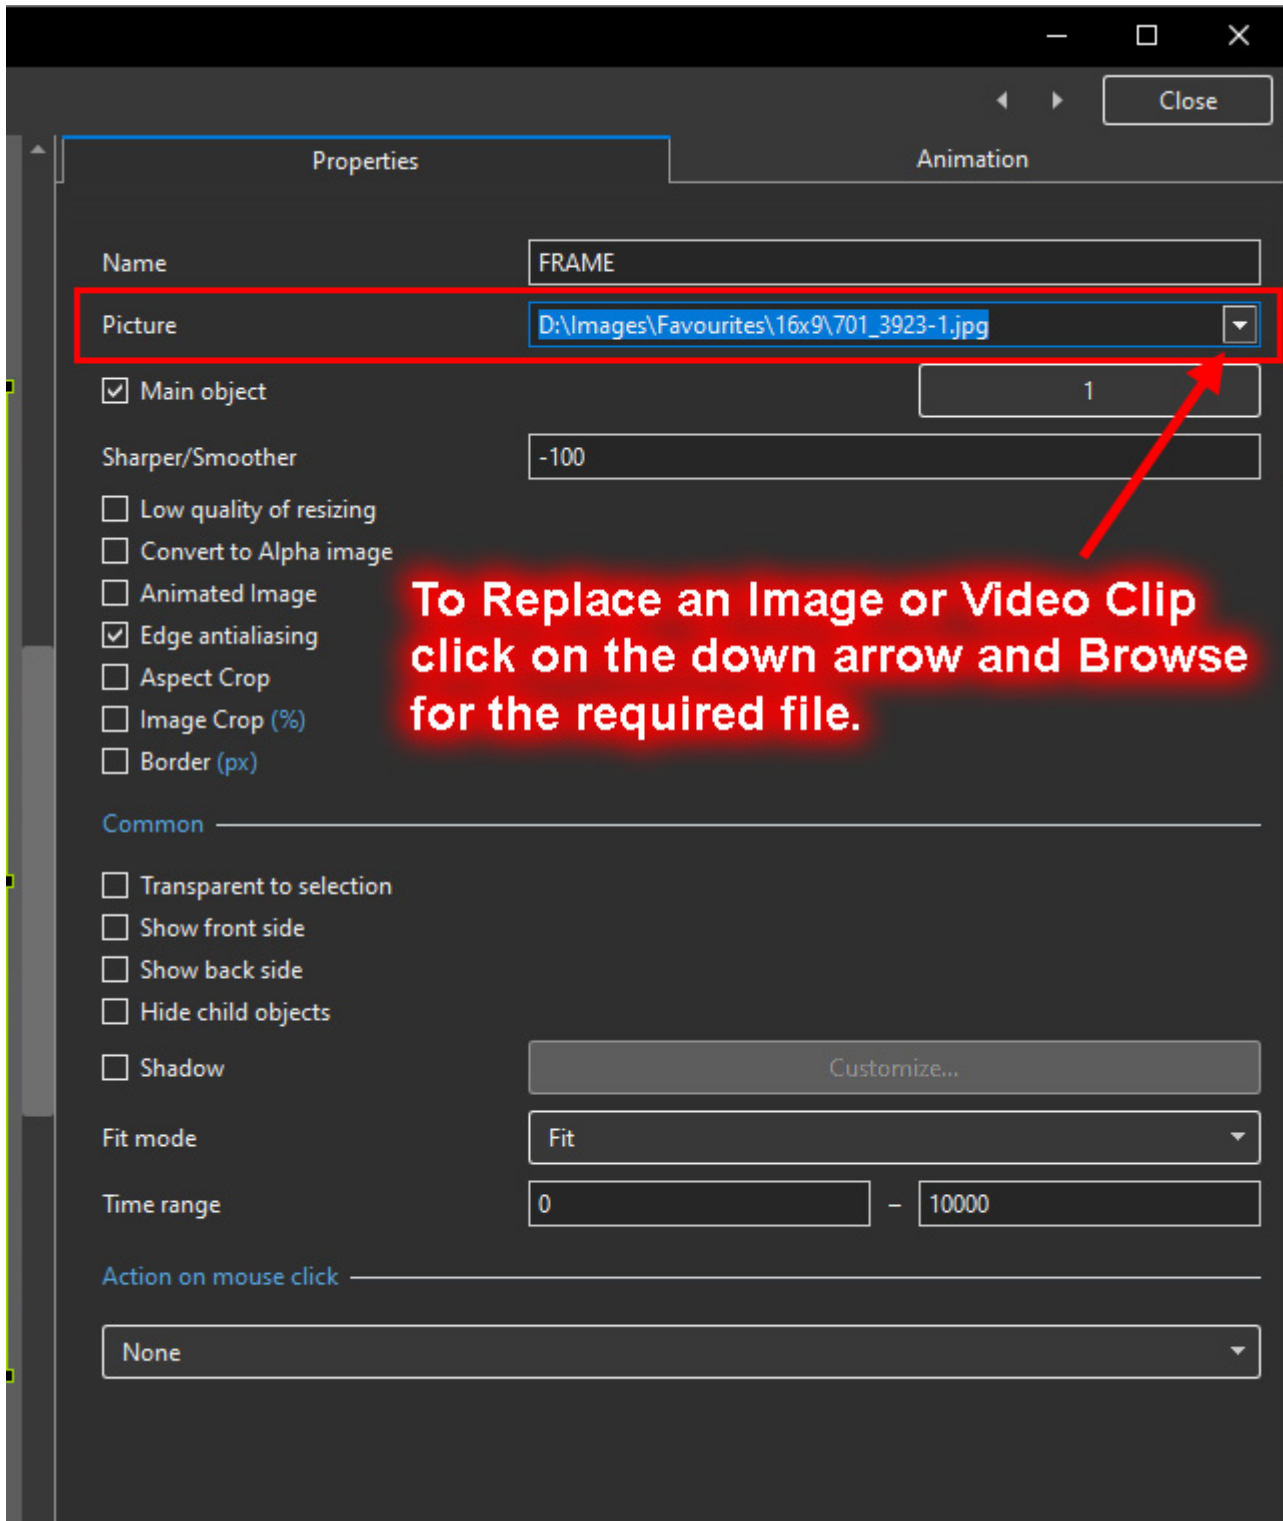 Close
Properties
Animation
Name
FRAME
Picture
D:\Images\Favourites\16x9\701_3923-1.jpg
Main object
1
Sharper/Smoother
-100
Low quality of resizing
Convert to Alpha image
Animated Image
Edge antialiasing
Aspect Crop
Image Crop (%)
Border (px)
To Replace an Image or Video Clip
click on the down arrow and Browse
for the required file.
Common
Transparent to selection
Show front side
Show back side
Hide child objects
Shadow
Customize...
Fit mode
Fit
Time range
0 – 10000
Action on mouse click
None